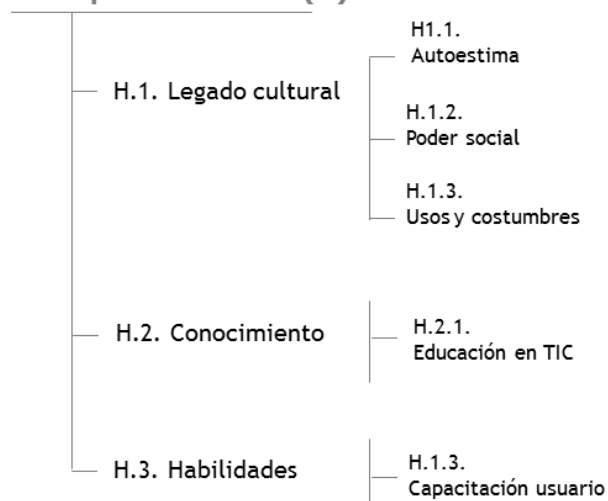 H.1. Legado cultural
H1.1.
Autoestima
H.1.2.
Poder social
H.1.3.
Usos y costumbres
H.2. Conocimiento
H.2.1.
Educación en TIC
H.3. Habilidades
H.1.3.
Capacitación usuario